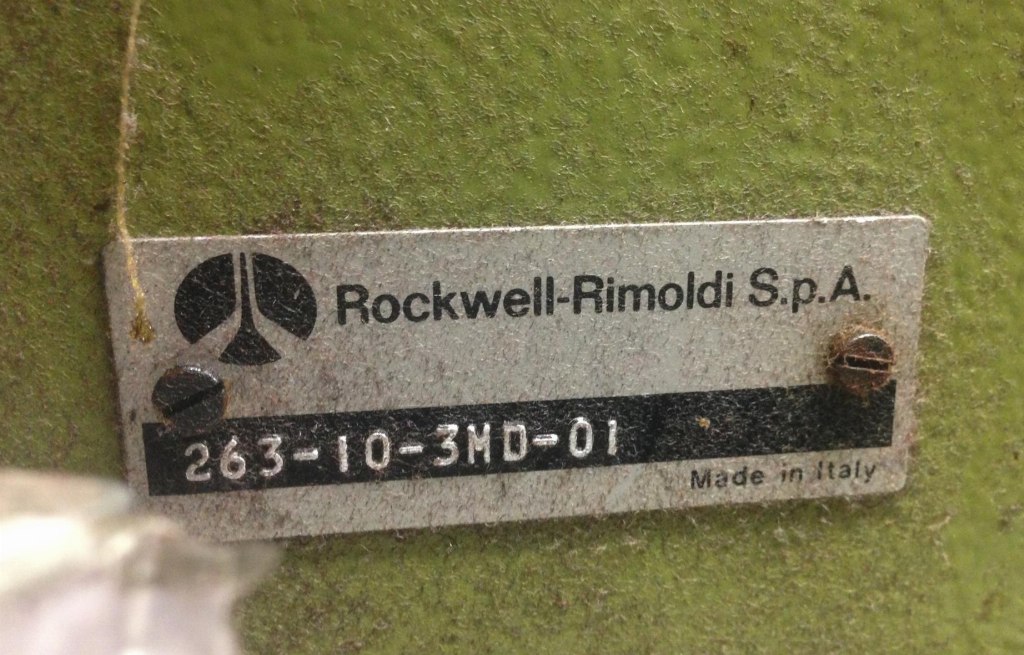 Rockwell-Rimoldi S.p.A.
263-10-3MD-01
Made in Italy